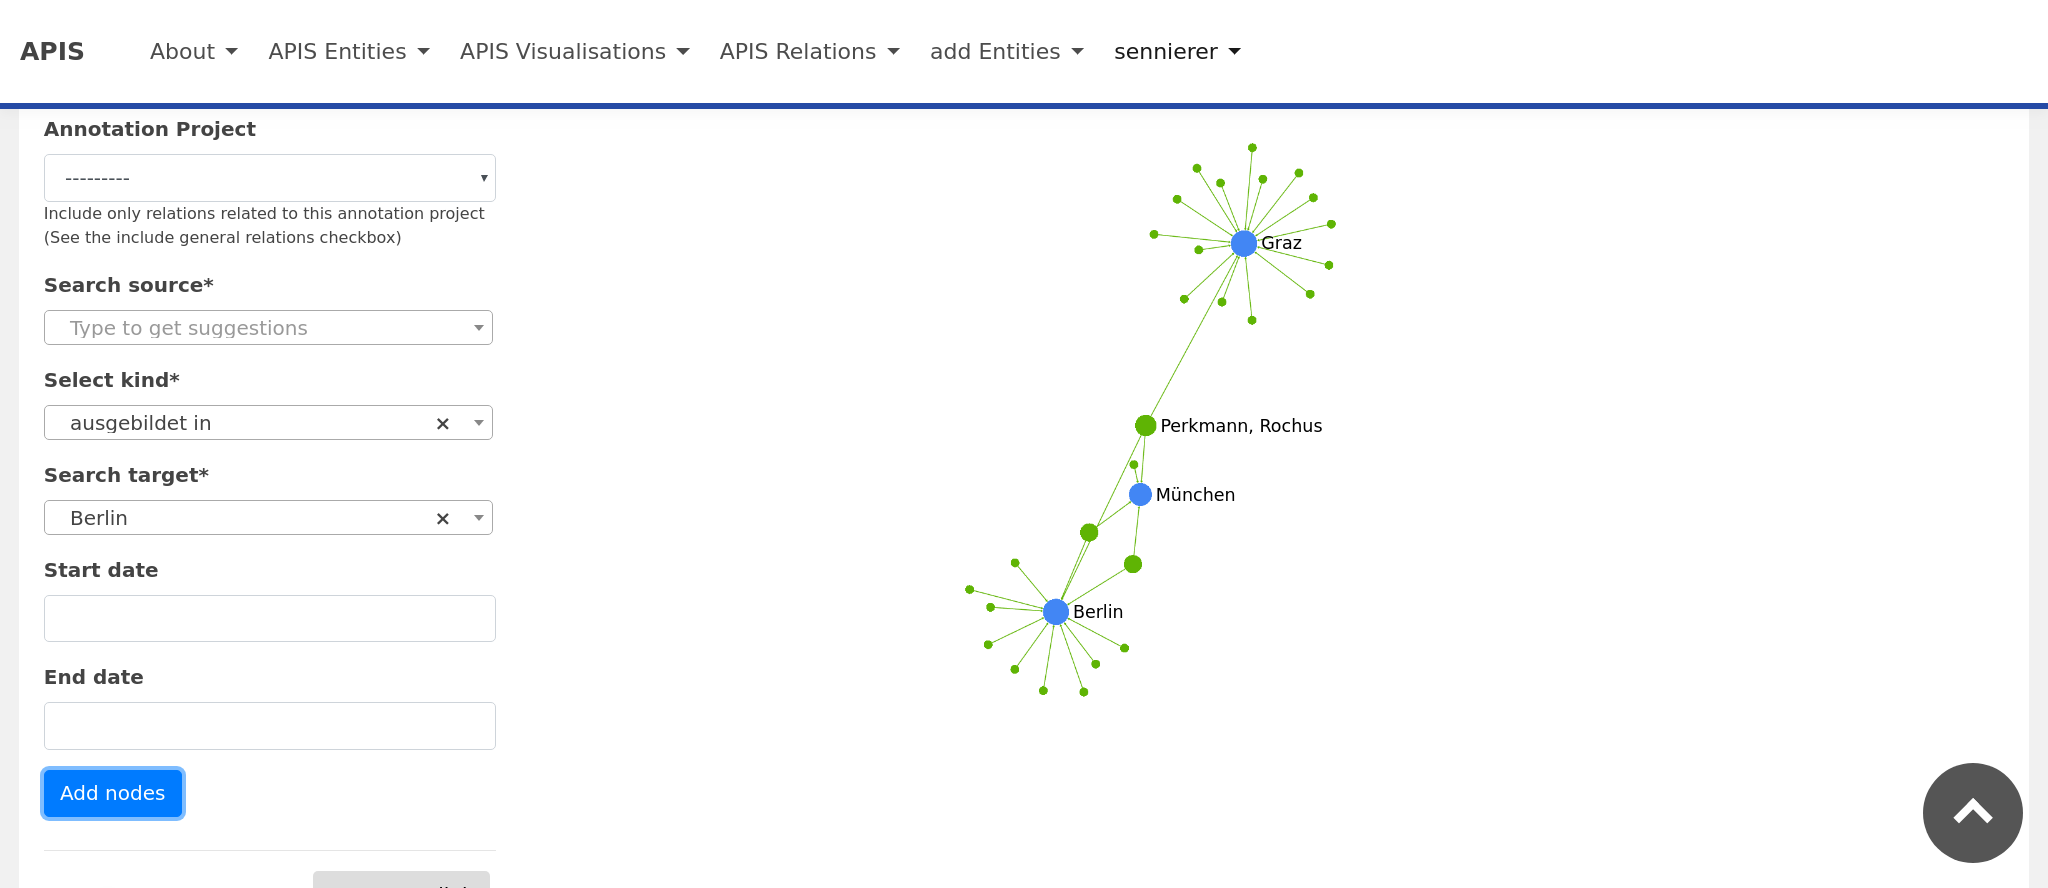 APIS About APIS Entities APIS Visualisations APIS Relations add Entities sennierer
Annotation Project
---------
Include only relations related to this annotation project
(See the include general relations checkbox)
Search source*
Type to get suggestions
Select kind*
ausgebildet in ×
Search target*
Berlin ×
Start date
End date
Add nodes
Graz
Perkmann, Rochus
München
Berlin